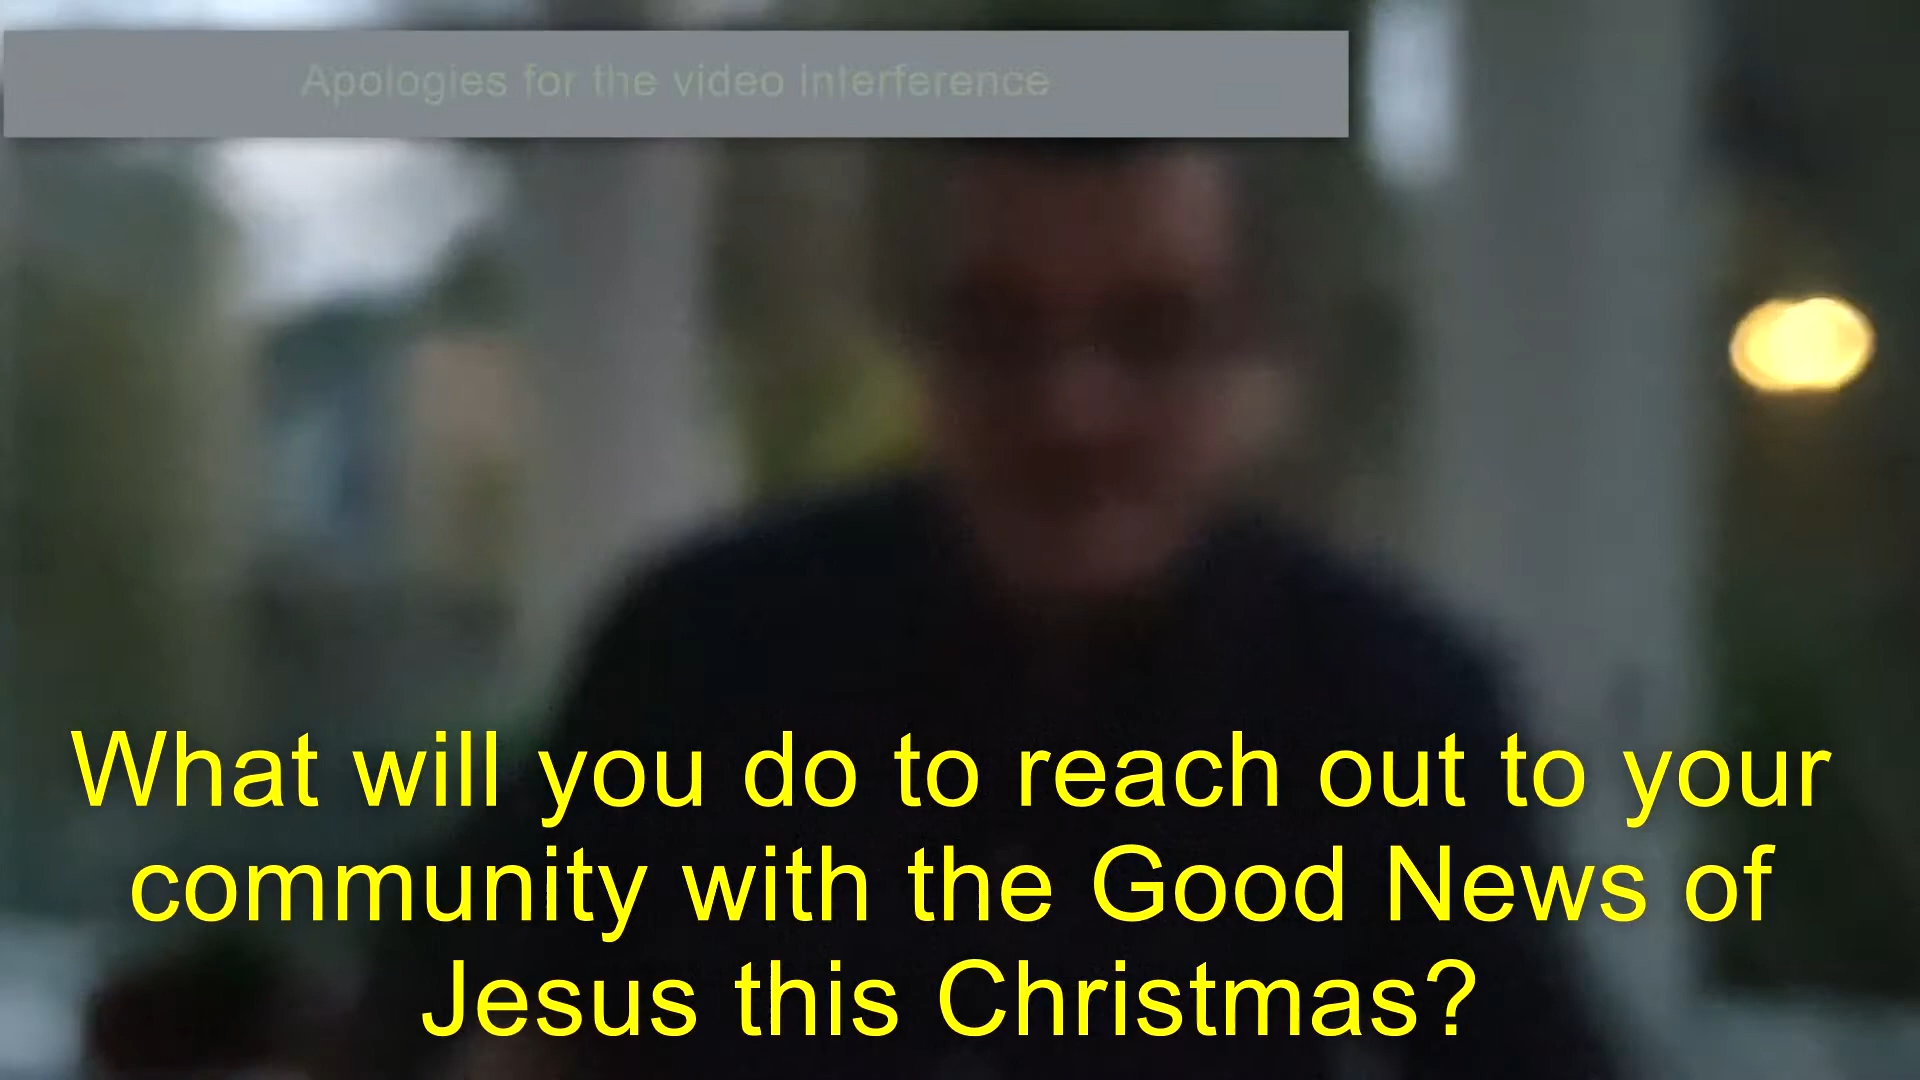 Apologies for the video interference
What will you do to reach out to your
community with the Good News of
Jesus this Christmas?